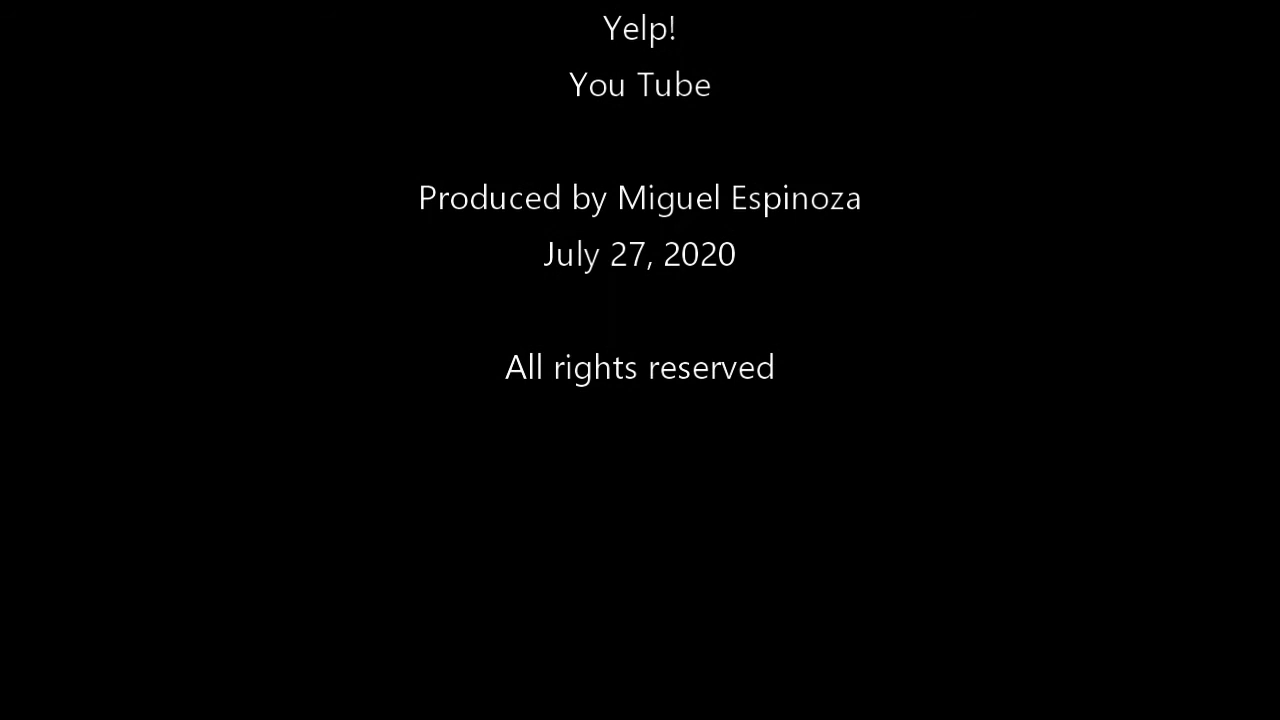 Yelp!
You Tube
Produced by Miguel Espinoza
July 27, 2020
All rights reserved